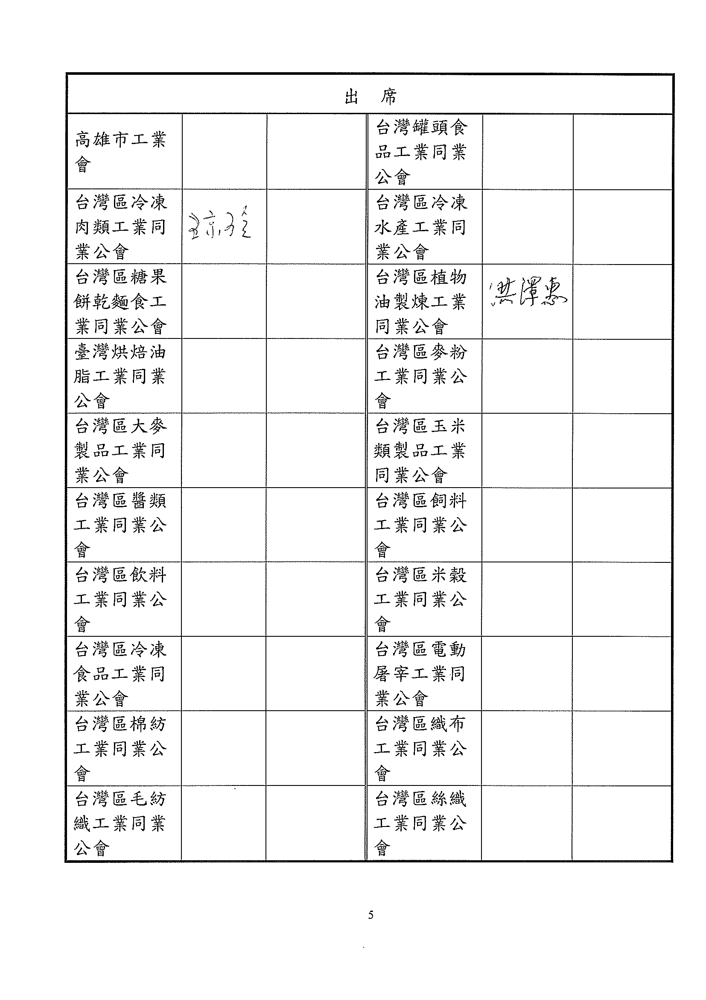 出 席
高雄市工業
會
台灣罐頭食
品工業同業
公會
台灣區冷凍
肉類工業同
業公會
台灣區冷凍
水產工業同
業公會
台灣區糖果
餅乾麵食工
業同業公會
台灣區植物
油製煉工業
同業公會
洪澤惠
臺灣烘焙油
脂工業同業
公會
台灣區麥粉
工業同業公
會
台灣區大麥
製品工業同
業公會
台灣區玉米
類製品工業
同業公會
台灣區醬類
工業同業公
會
台灣區飼料
工業同業公
會
台灣區飲料
工業同業公
會
台灣區米穀
工業同業公
會
台灣區冷凍
食品工業同
業公會
台灣區電動
屠宰工業同
業公會
台灣區棉紡
工業同業公
會
台灣區織布
工業同業公
會
台灣區毛紡
織工業同業
公會
台灣區絲織
工業同業公
會
5